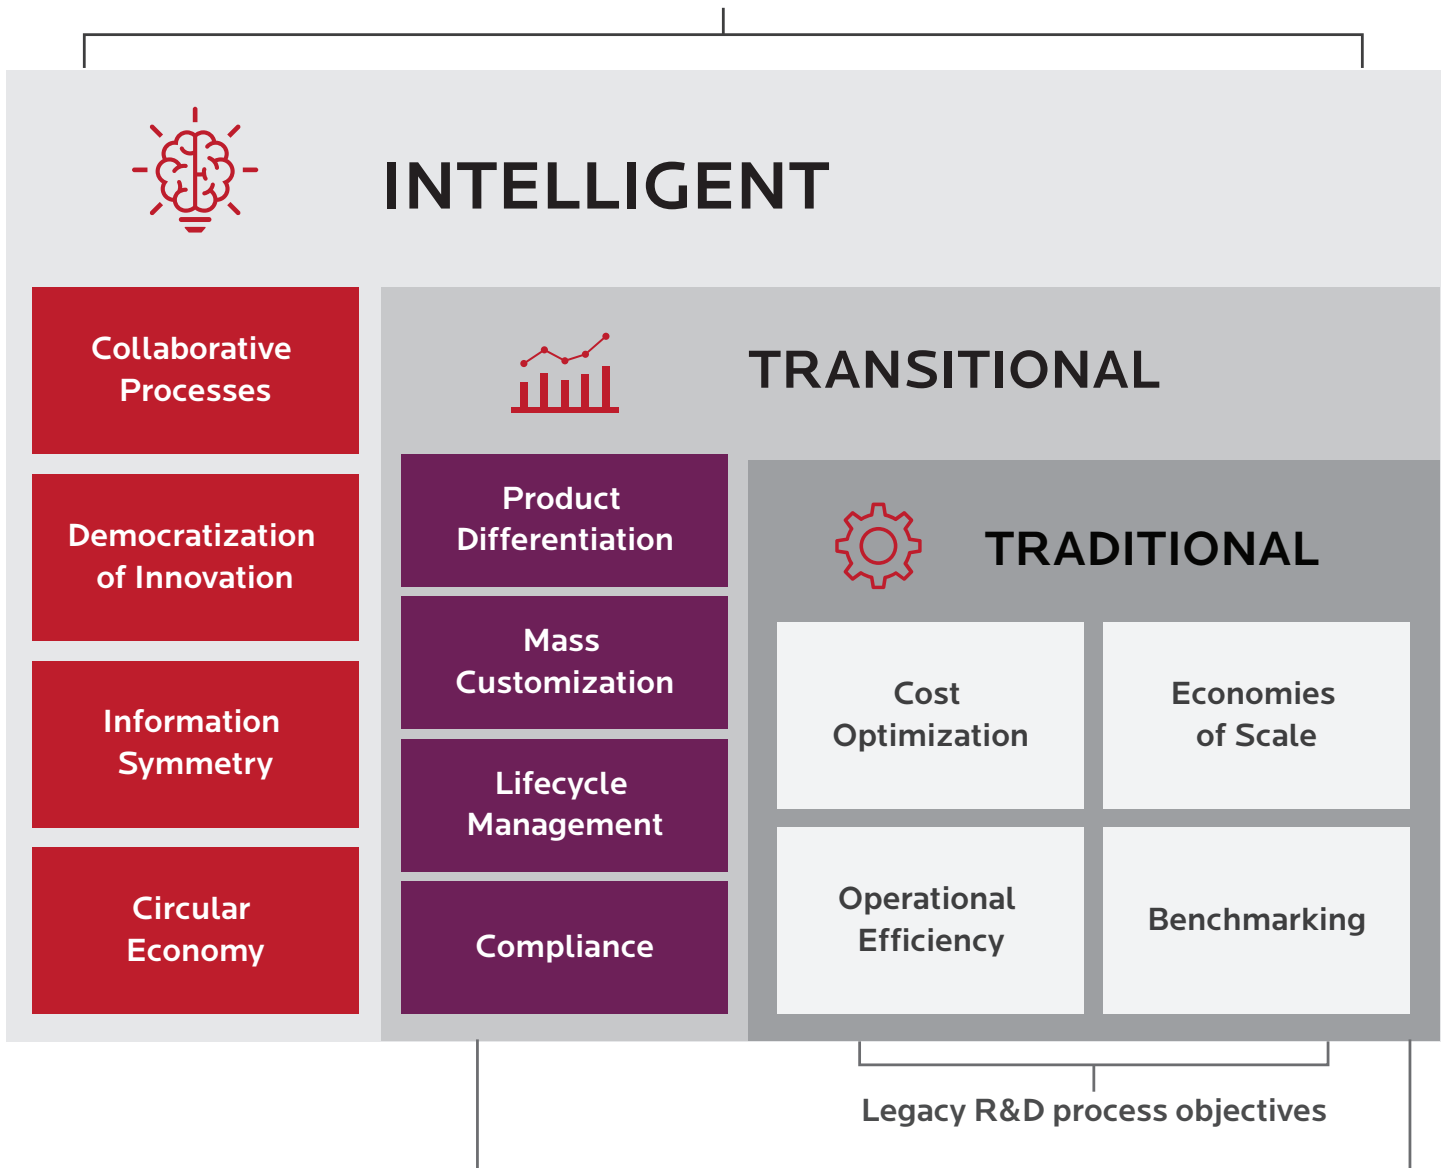 INTELLIGENT
Collaborative
Processes
Democratization
of Innovation
Information
Symmetry
Circular
Economy
TRANSITIONAL
Product
Differentiation
Mass
Customization
Lifecycle
Management
Compliance
TRADITIONAL
Cost
Optimization
Economies
of Scale
Operational
Efficiency
Benchmarking
Legacy R&D process objectives